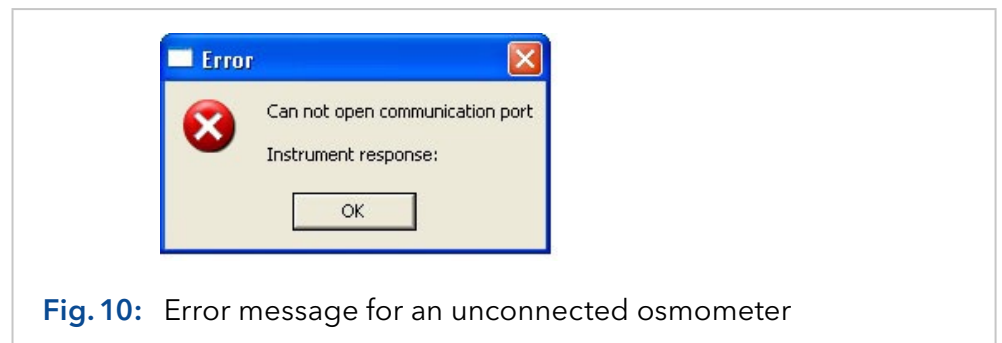 Error
Can not open communication port
Instrument response:
OK
Fig. 10: Error message for an unconnected osmometer